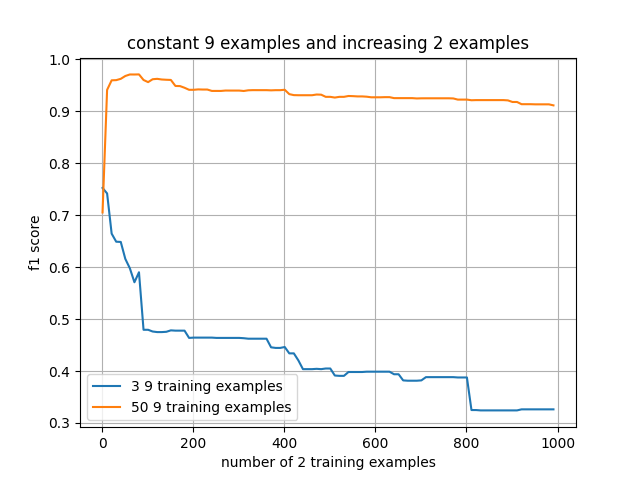 constant 9 examples and increasing 2 examples
1.0
0.9
0.8
0.7
0.6
0.5
0.4
0.3
f1 score
3 9 training examples
50 9 training examples
0 200 400 600 800 1000
number of 2 training examples